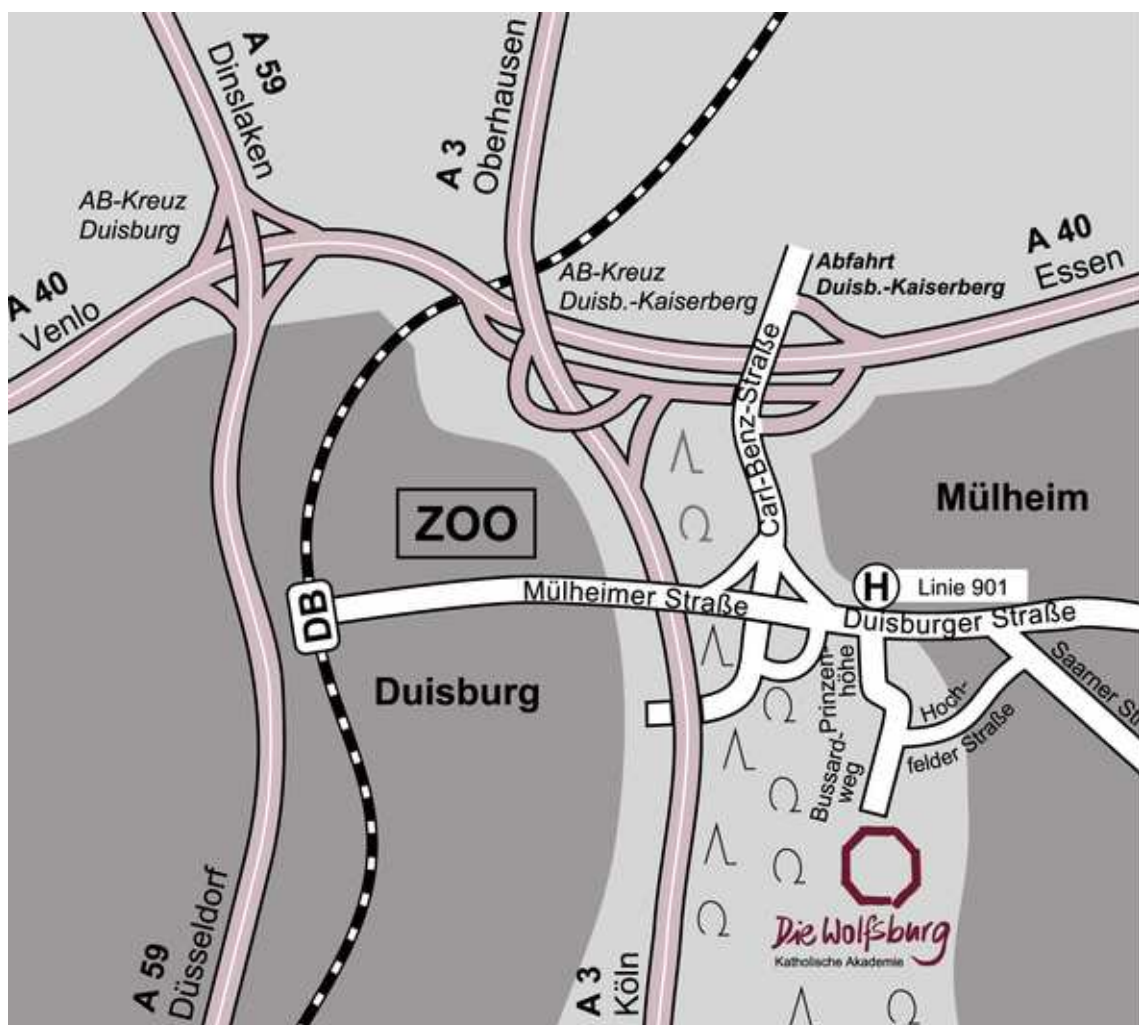 A 59
Dinslaken
A 3
Oberhausen
AB-Kreuz
Duisburg
A 40
Venlo
AB-Kreuz
Duisb.-Kaiserberg
Abfahrt
Duisb.-Kaiserberg
A 40
Essen
Carl-Benz-Straße
ZOO
Mülheim
H
Linie 901
DB
Mülheimer Straße
Duisburger Straße
Duisburg
Prinzen-
höhe
Hoch-
felder Straße
Saarner Str
Bussard-
weg
Die Wolfsburg
Katholische Akademie
A 59
Düsseldorf
A 3
Köln